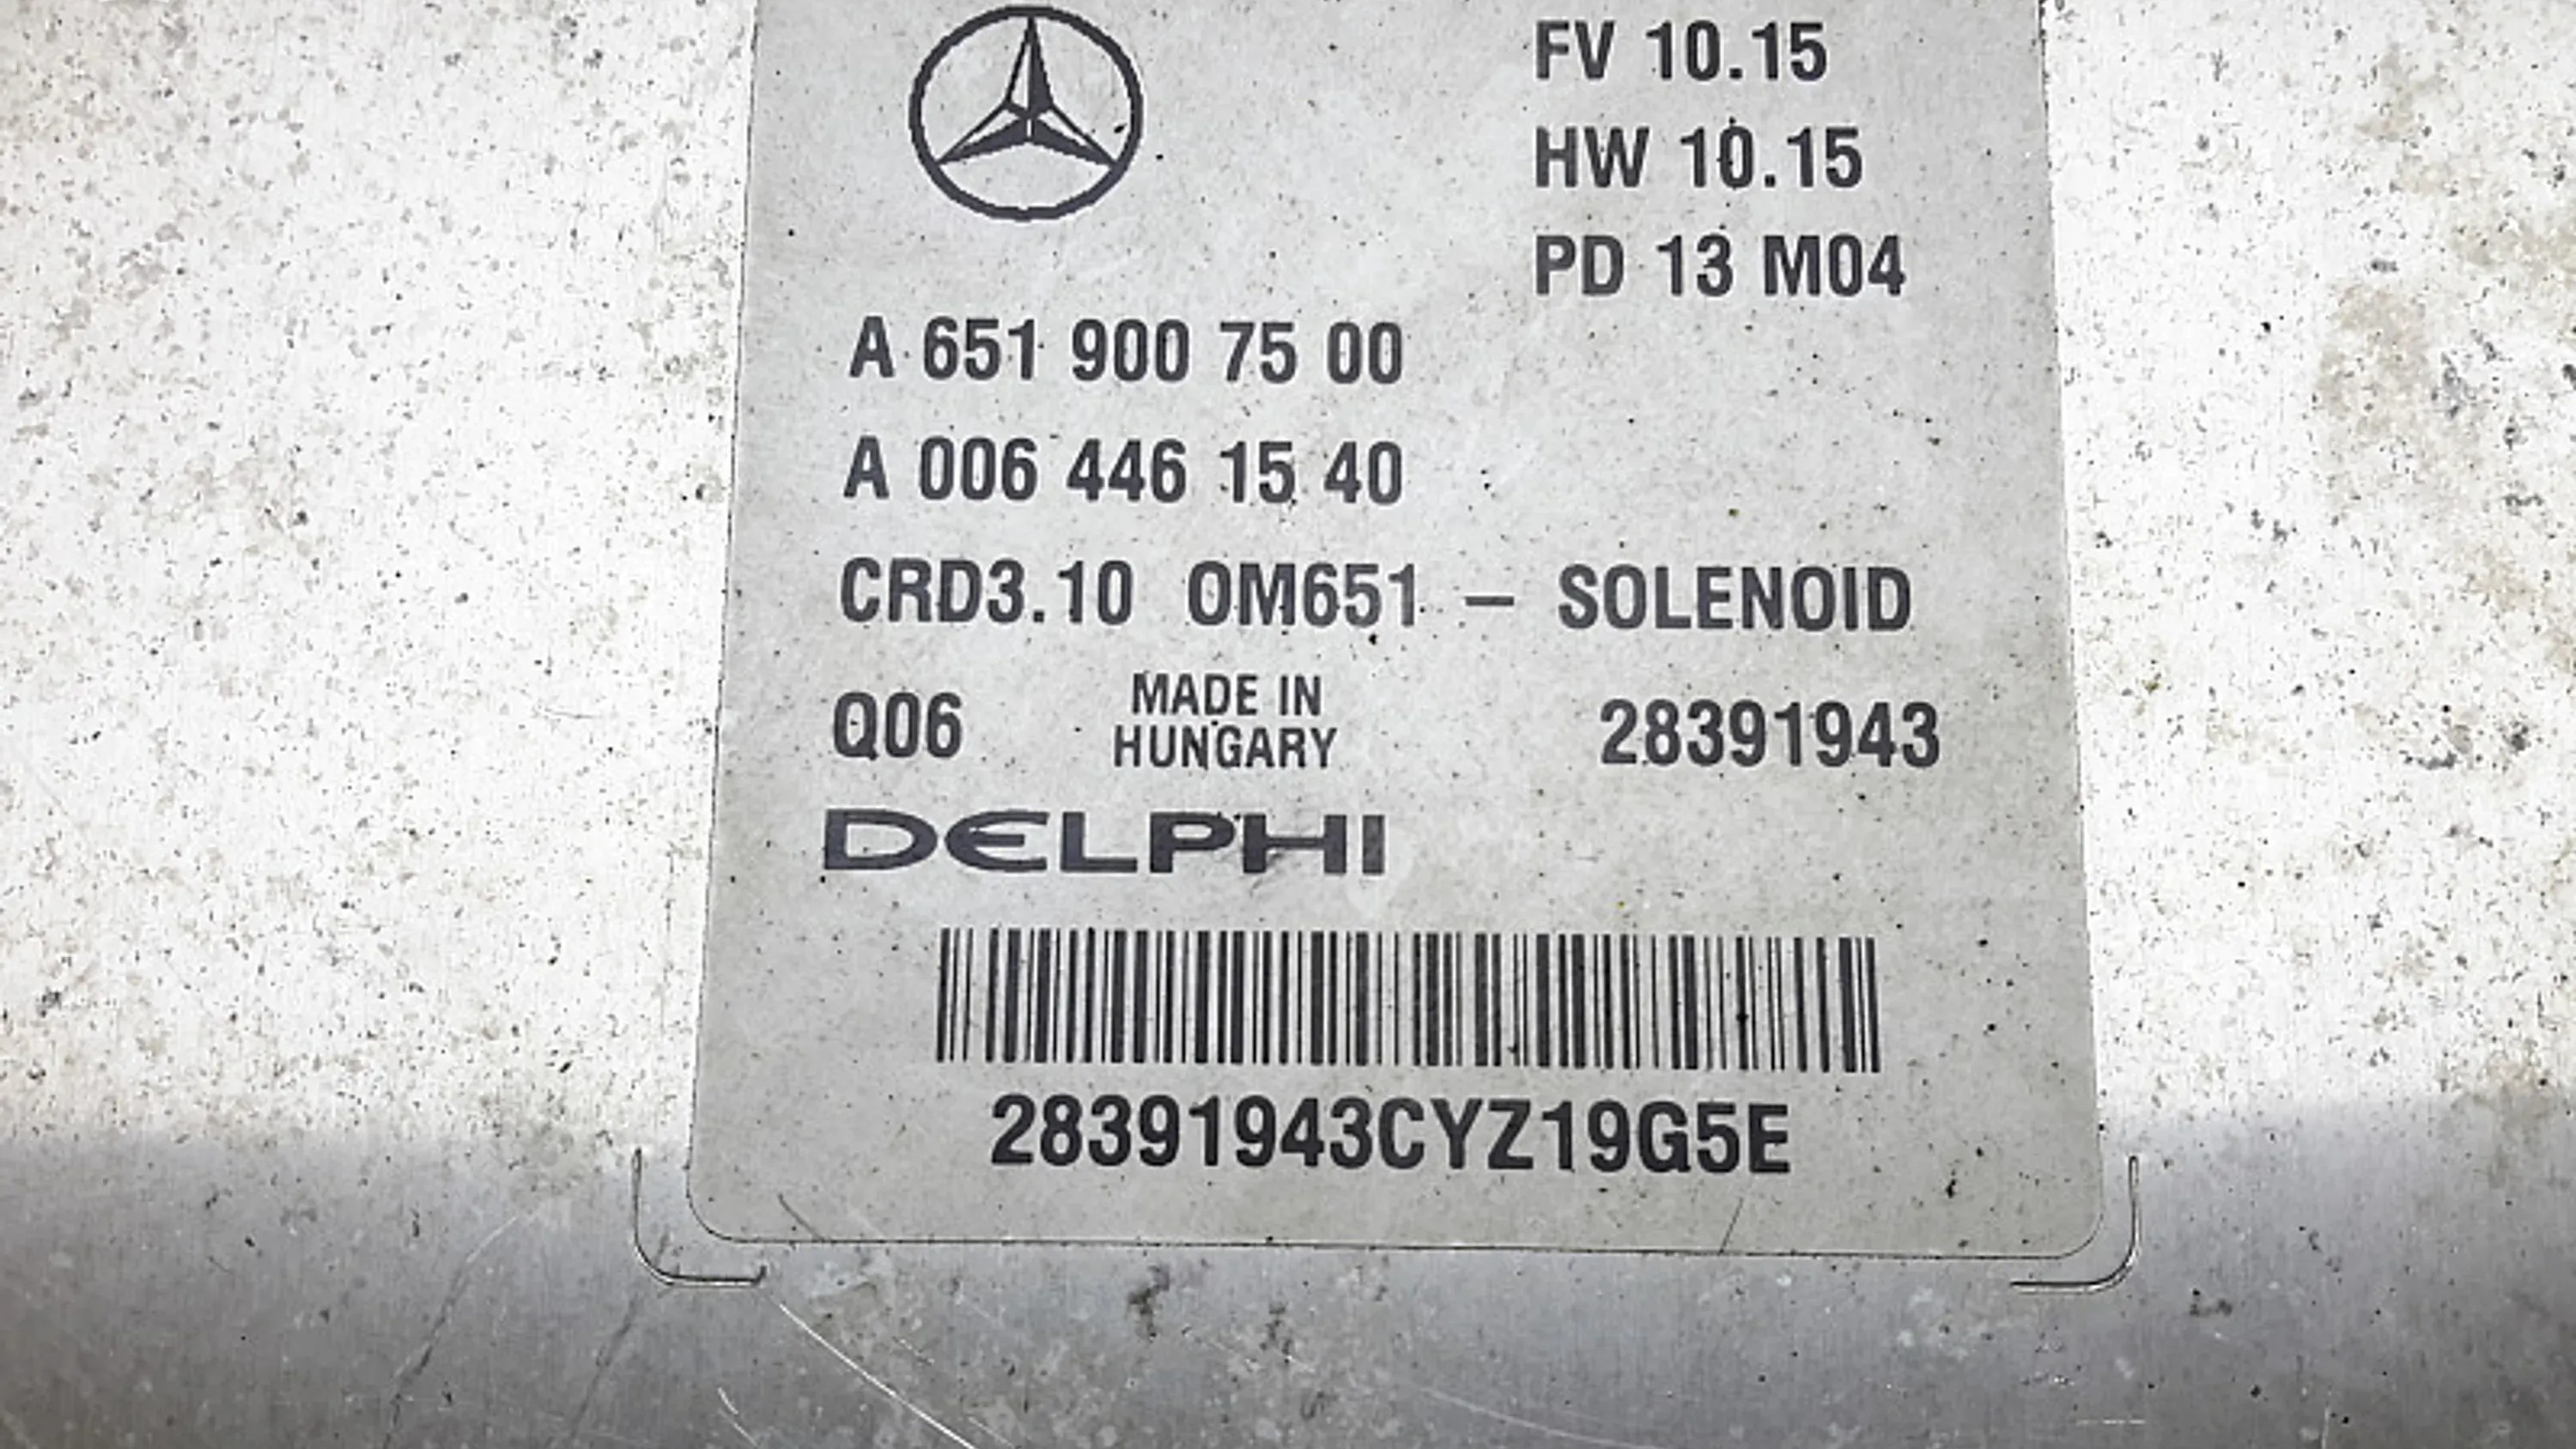 FV 10.15
HW 10.15
PD 13 M04
A 651 900 75 00
A 006 446 15 40
CRD3.10 OM651 – SOLENOID
Q06 MADE IN HUNGARY 28391943
DELPHI
28391943CYZ19G5E